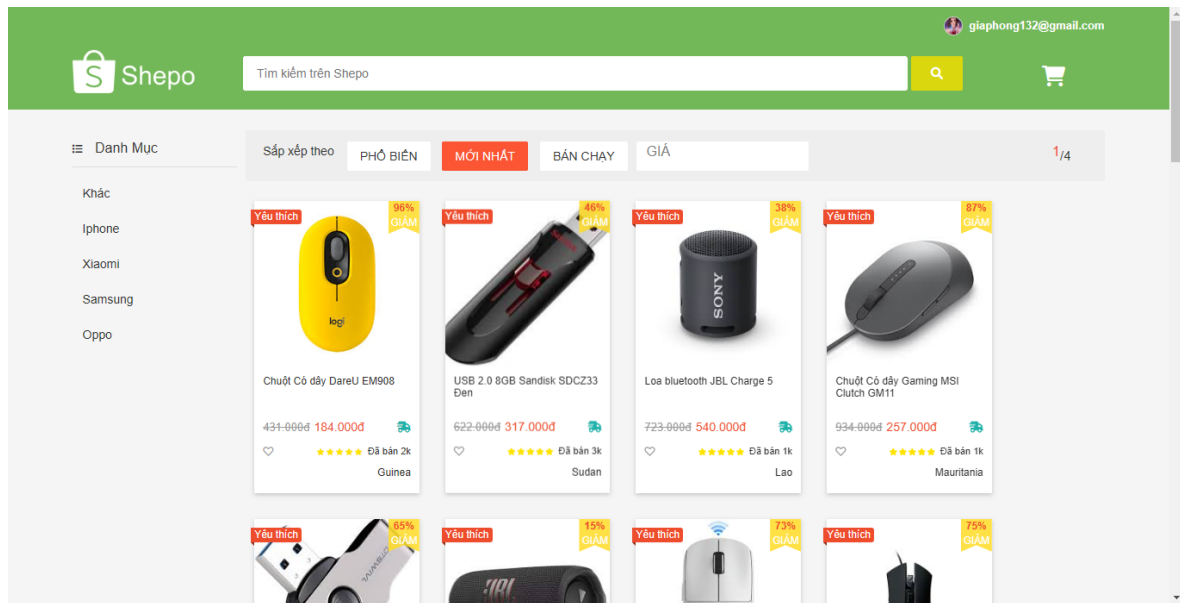 giaphong132@gmail.com
S Shepo
Tìm kiếm trên Shepo
Danh Mục
Sắp xếp theo PHỔ BIẾN MỚI NHẤT BÁN CHẠY GIÁ 1/4
Khác
Iphone
Xiaomi
Samsung
Oppo
Yêu thích 96% GIẢM
logi
Chuột Có dây DareU EM908
431.000đ 184.000đ
Đã bán 2k
Guinea
Yêu thích 46% GIẢM
USB 2.0 8GB Sandisk SDCZ33
Đen
622.000đ 317.000đ
Đã bán 3k
Sudan
Yêu thích 38% GIẢM
SONY
Loa bluetooth JBL Charge 5
723.000đ 540.000đ
Đã bán 1k
Lao
Yêu thích 87% GIẢM
Chuột Có dây Gaming MSI
Clutch GM11
934.000đ 257.000đ
Đã bán 1k
Mauritania
Yêu thích 65% GIẢM
Yêu thích 15% GIẢM
JBL
Yêu thích 73% GIẢM
Yêu thích 75% GIẢM